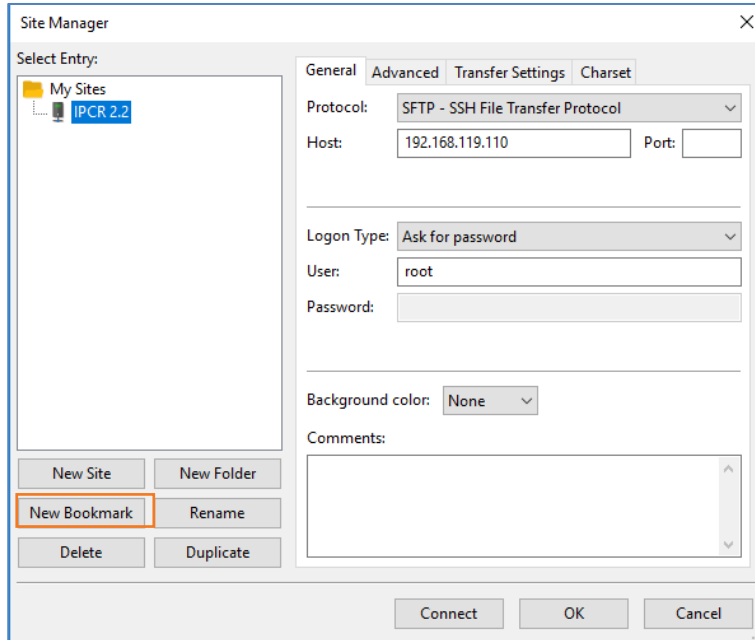 Site Manager
Select Entry:
My Sites
IPCR 2.2
New Site
New Folder
New Bookmark
Rename
Delete
Duplicate
General
Advanced
Transfer Settings
Charset
Protocol:
SFTP - SSH File Transfer Protocol
Host:
192.168.119.110
Port:
Logon Type:
Ask for password
User:
root
Password:
Background color:
None
Comments:
Connect
OK
Cancel